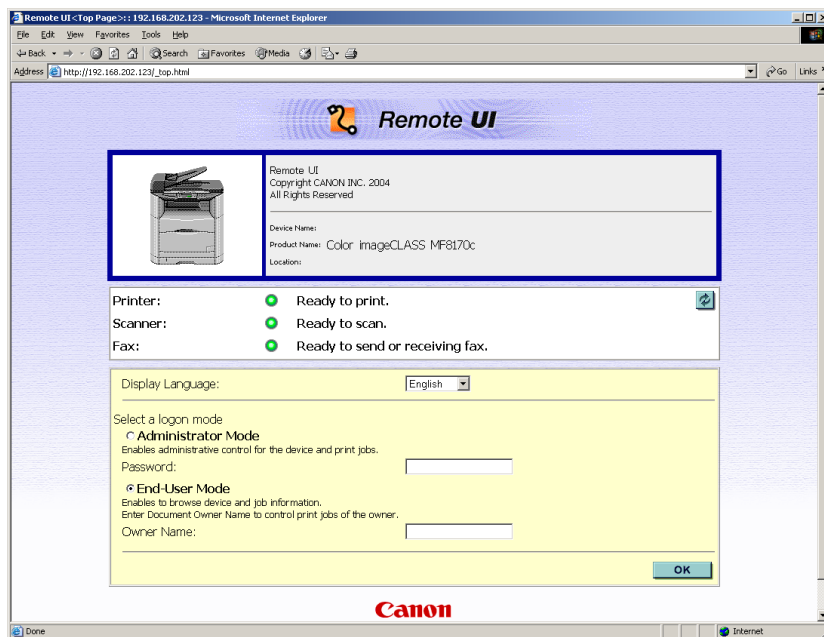 Remote UI<Top Page>:: 192.168.202.123 - Microsoft Internet Explorer
File Edit View Favorites Tools Help
Back Search Favorites Media
Address http://192.168.202.123/_top.html Go Links
Remote UI
Remote UI
Copyright CANON INC. 2004
All Rights Reserved
Device Name:
Product Name: Color imageCLASS MF8170c
Location:
Printer: Ready to print.
Scanner: Ready to scan.
Fax: Ready to send or receiving fax.
Display Language: English
Select a logon mode
Administrator Mode
Enables administrative control for the device and print jobs.
Password:
End-User Mode
Enables to browse device and job information.
Enter Document Owner Name to control print jobs of the owner.
Owner Name:
OK
Canon
Done Internet